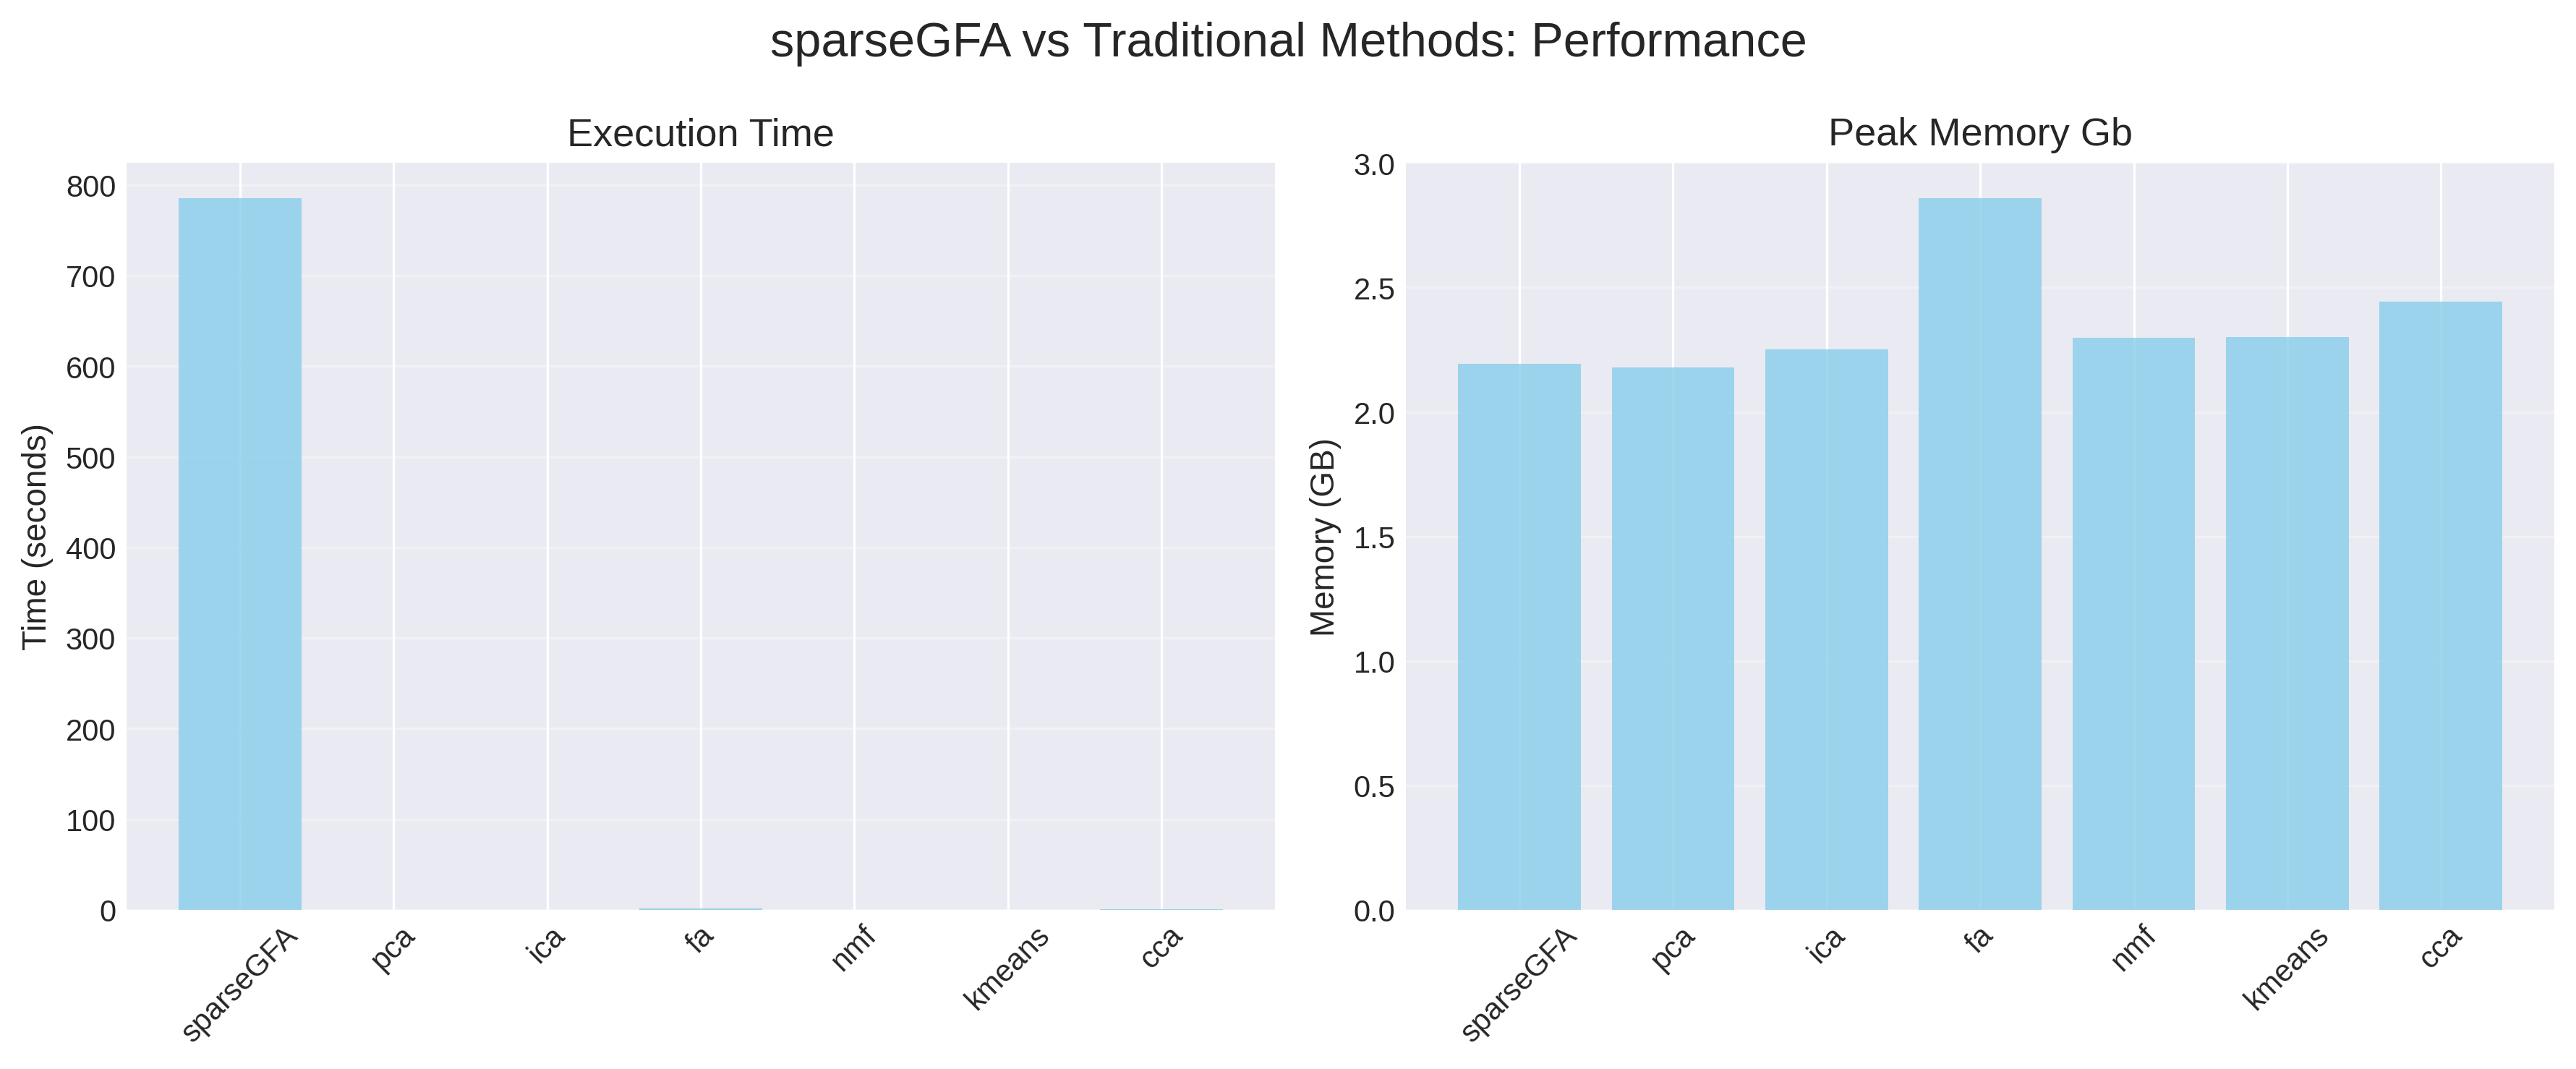 sparseGFA vs Traditional Methods: Performance
Execution Time
Time (seconds)
800
700
600
500
400
300
200
100
0
sparseGFA
pca
ica
fa
nmf
kmeans
cca
Peak Memory Gb
Memory (GB)
3.0
2.5
2.0
1.5
1.0
0.5
0.0
sparseGFA
pca
ica
fa
nmf
kmeans
cca